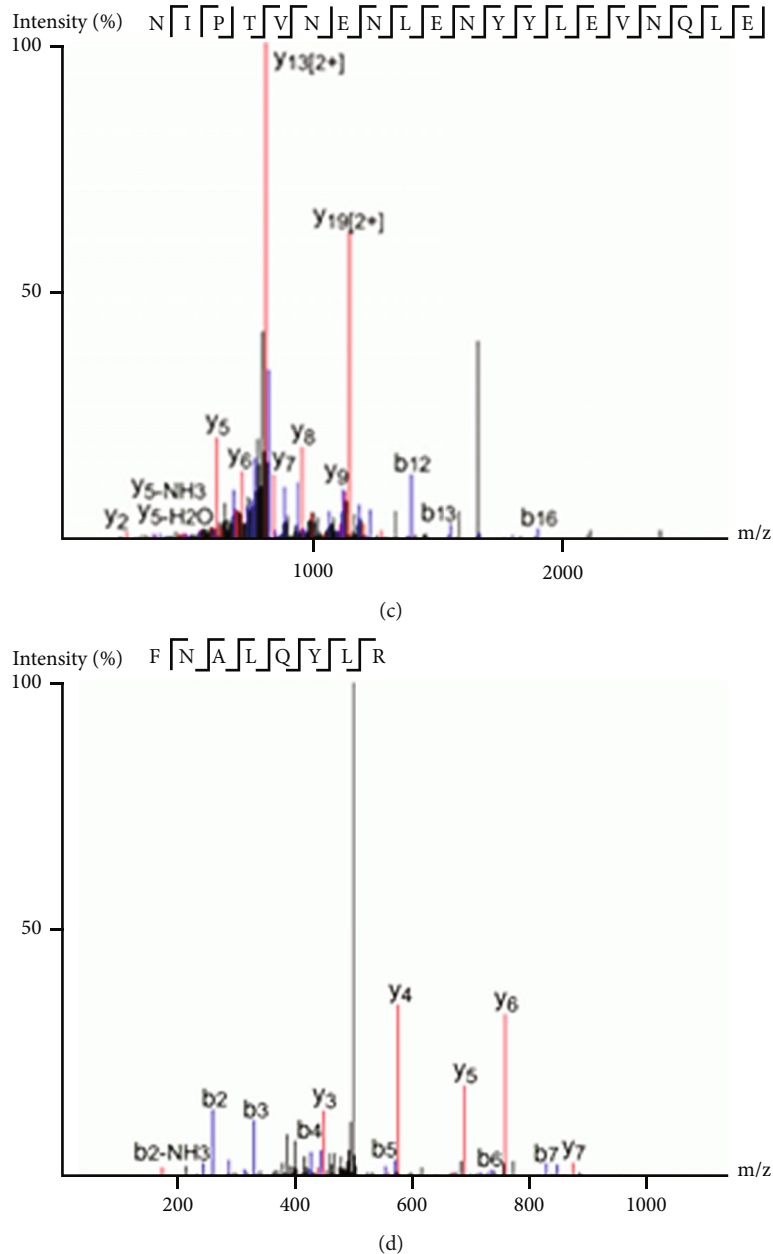 Intensity (%) N I P T V N E N L E N Y Y L E V N Q L E
100
y13[2+]
y19[2+]
50
y5
y8
y6 y7
y9
b12
y5-NH3
y2 y5-H2O
b13
b16
m/z
1000 2000
(c)
Intensity (%) F N A L Q Y L R
100
50
y4
y6
y5
b2
y3
b3
b4
b2-NH3
b5
b6
b7 y7
m/z
200 400 600 800 1000
(d)